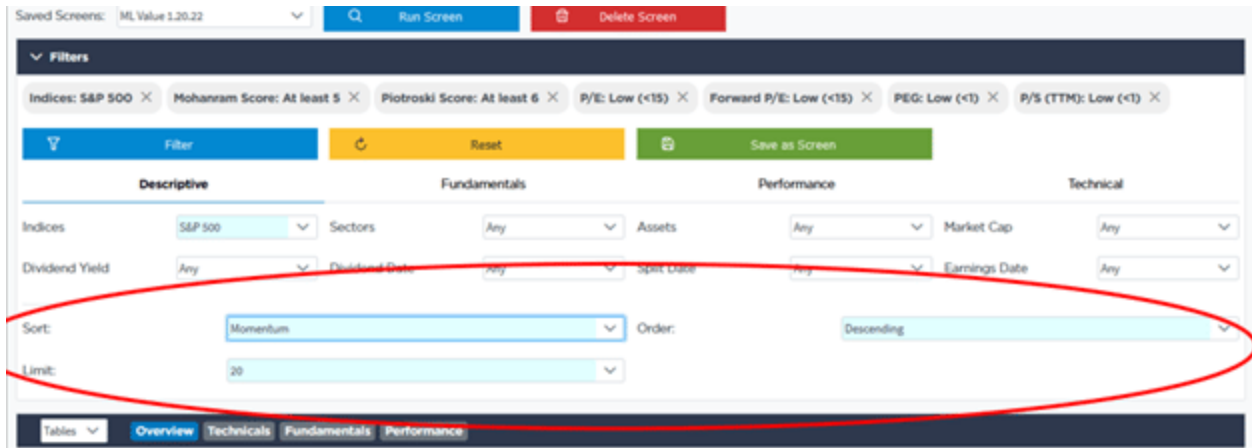 Saved Screens: ML Value 1.20.22 Run Screen Delete Screen
Filters
Indices: S&P 500 × Mohanram Score: At least 5 × Piotroski Score: At least 6 × P/E: Low (<15) × Forward P/E: Low (<15) × PEG: Low (<1) × P/S (TTM): Low (<1) ×
Filter Reset Save as Screen
Descriptive Fundamentals Performance Technical
Indices S&P 500 Sectors Any Assets Any Market Cap Any
Dividend Yield Any Dividend Date Any Split Date Any Earnings Date Any
Sort: Momentum Order: Descending
Limit: 20
Tables Overview Technicals Fundamentals Performance